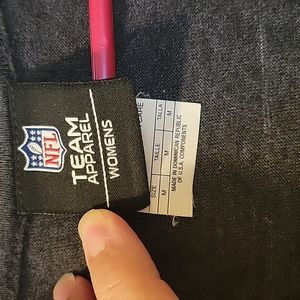 NFL
TEAM
APPAREL
WOMENS
SIZE TAILLE TALLA
M M M
MADE IN DOMINICAN REPUBLIC
OF U.S.A. COMPONENTS